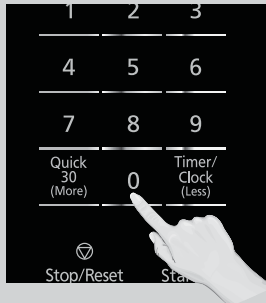 1 2 3
4 5 6
7 8 9
Quick 0 Timer/
30 Clock
(More) (Less)
Stop/Reset